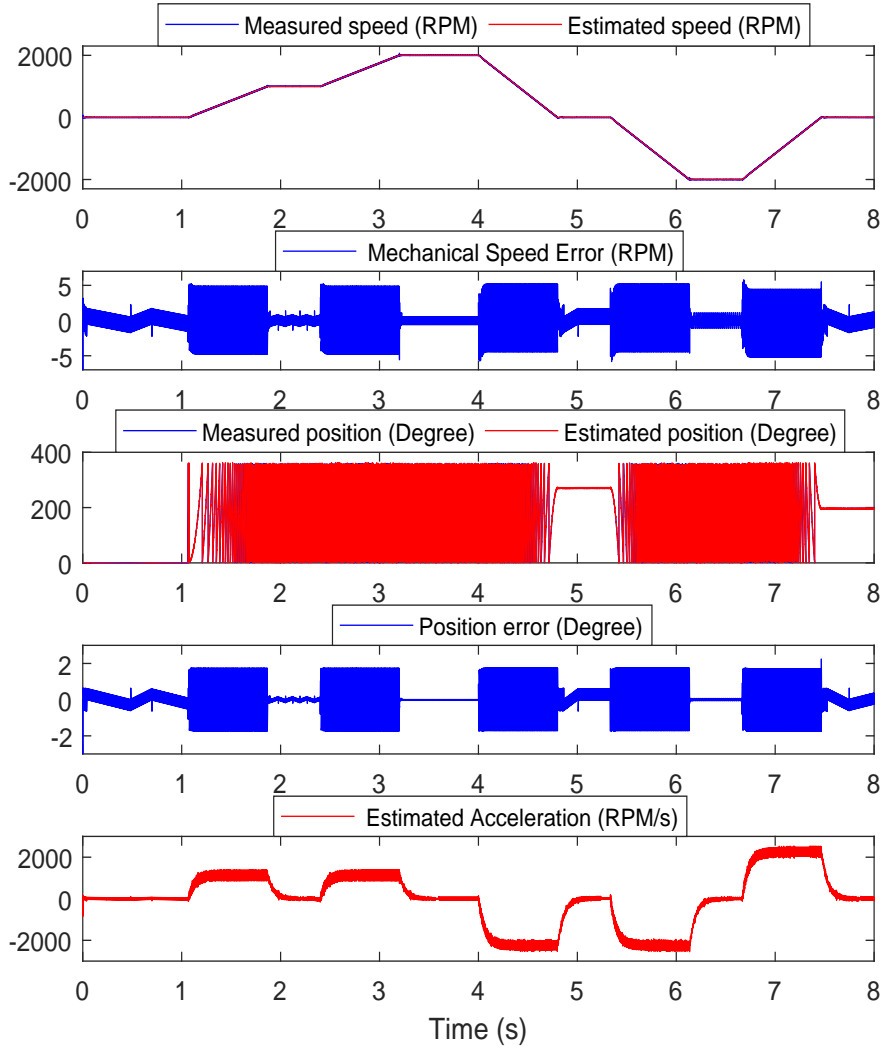 Measured speed (RPM) Estimated speed (RPM)
2000
0
-2000
0 1 2 3 4 5 6 7 8
Mechanical Speed Error (RPM)
5
0
-5
0 1 2 3 4 5 6 7 8
Measured position (Degree) Estimated position (Degree)
400
200
0
0 1 2 3 4 5 6 7 8
Position error (Degree)
2
0
-2
0 1 2 3 4 5 6 7 8
Estimated Acceleration (RPM/s)
2000
0
-2000
0 1 2 3 4 5 6 7 8
Time (s)